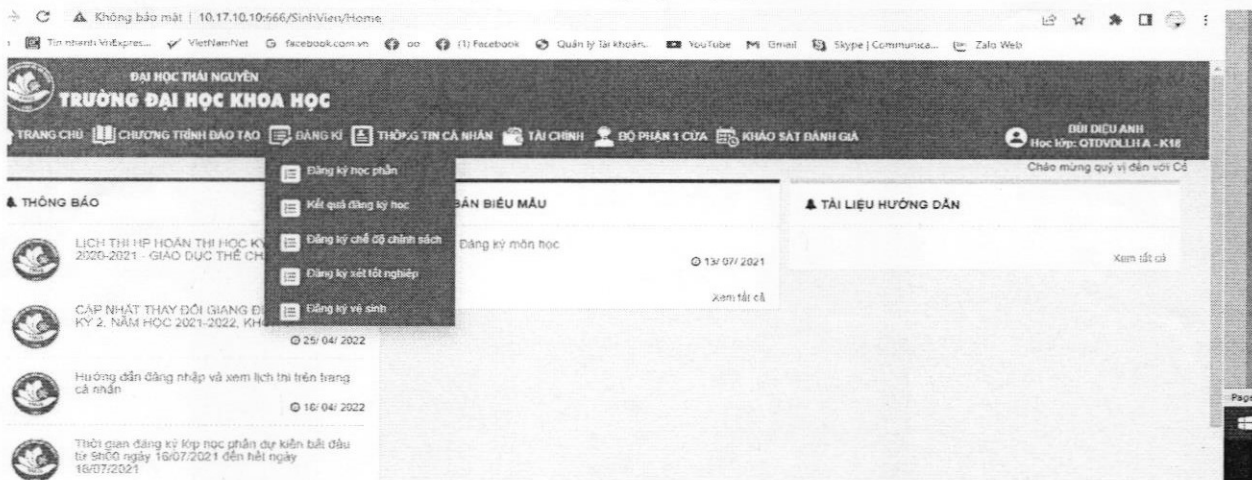 Không bảo mật | 10.17.10.10:666/SinhVien/Home
Tin nhanh VnExpres... VietNamNet facebook.com.vn oo (1) Facebook Quản lý Tài khoản... YouTube Gmail Skype | Communica... Zalo Web
ĐẠI HỌC THÁI NGUYÊN
TRƯỜNG ĐẠI HỌC KHOA HỌC
TRANG CHỦ CHƯƠNG TRÌNH ĐÀO TẠO ĐĂNG KÍ THÔNG TIN CÁ NHÂN TÀI CHÍNH BỘ PHẬN 1 CỬA KHẢO SÁT ĐÁNH GIÁ
BÙI DIỆU ANH
Học lớp: QTDVDLLH A - K18
Chào mừng quý vị đến với Cổ
Đăng ký học phần
Kết quả đăng ký học
Đăng ký chế độ chính sách
Đăng ký xét tốt nghiệp
Đăng ký vệ sinh
THÔNG BÁO
LỊCH THI HP HOÃN THI HỌC KỲ
2020-2021 - GIÁO DỤC THỂ CH
CẬP NHẬT THAY ĐỔI GIẢNG Đ
KỲ 2, NĂM HỌC 2021-2022, KH
25/ 04/ 2022
Hướng dẫn đăng nhập và xem lịch thi trên trang
cá nhân
16/ 04/ 2022
Thời gian đăng ký lớp học phần dự kiến bắt đầu
từ 9h00 ngày 16/07/2021 đến hết ngày
18/07/2021
BẢN BIỂU MẪU
Đăng ký môn học
13/ 07/ 2021
Xem tất cả
TÀI LIỆU HƯỚNG DẪN
Xem tất cả
Page